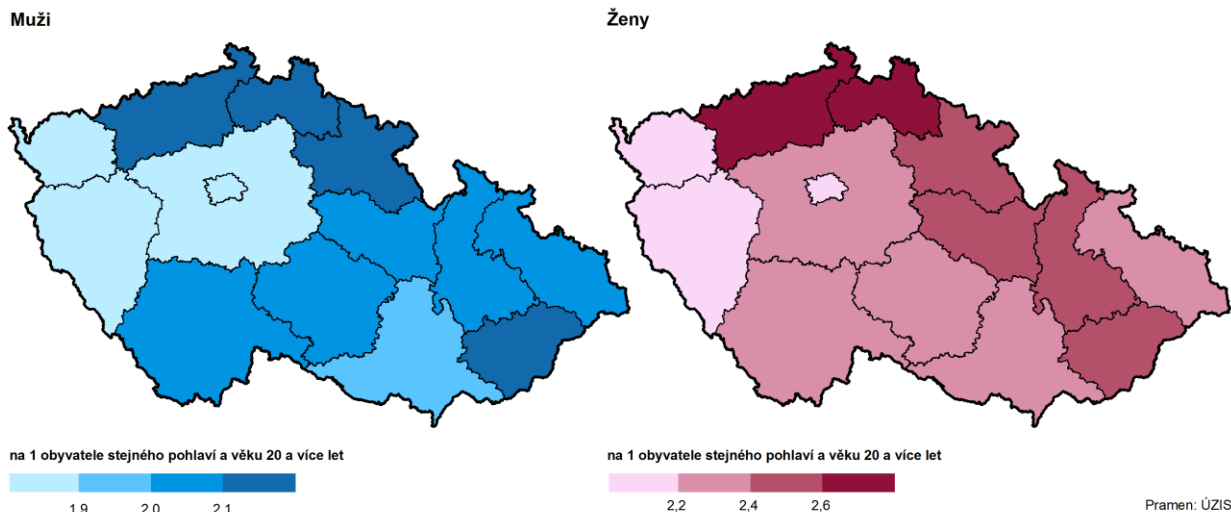 Muži
Ženy
na 1 obyvatele stejného pohlaví a věku 20 a více let
1,9 2,0 2,1
na 1 obyvatele stejného pohlaví a věku 20 a více let
2,2 2,4 2,6
Pramen: ÚZIS